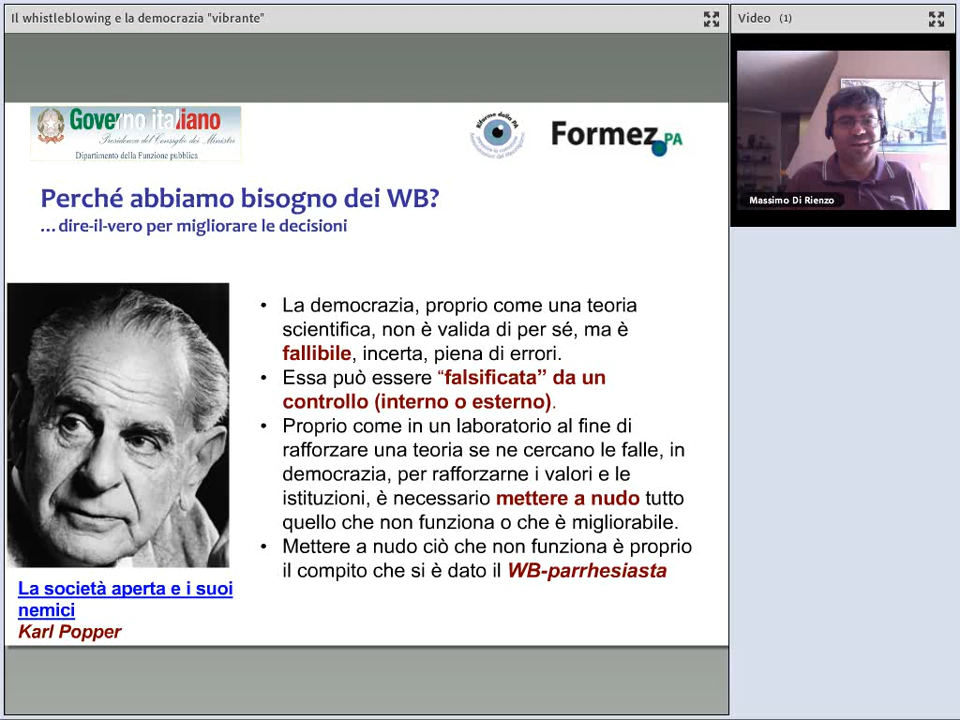 Il whistleblowing e la democrazia "vibrante"
Video (1)
Governo italiano
Presidenza del Consiglio dei Ministri
Dipartimento della Funzione pubblica
Riforma della PA
Formez PA
Massimo Di Rienzo
Perché abbiamo bisogno dei WB?
...dire-il-vero per migliorare le decisioni
• La democrazia, proprio come una teoria
scientifica, non è valida di per sé, ma è
fallibile, incerta, piena di errori.
• Essa può essere “falsificata” da un
controllo (interno o esterno).
• Proprio come in un laboratorio al fine di
rafforzare una teoria se ne cercano le falle, in
democrazia, per rafforzarne i valori e le
istituzioni, è necessario mettere a nudo tutto
quello che non funziona o che è migliorabile.
• Mettere a nudo ciò che non funziona è proprio
il compito che si è dato il WB-parrhesiasta
La società aperta e i suoi
nemici
Karl Popper